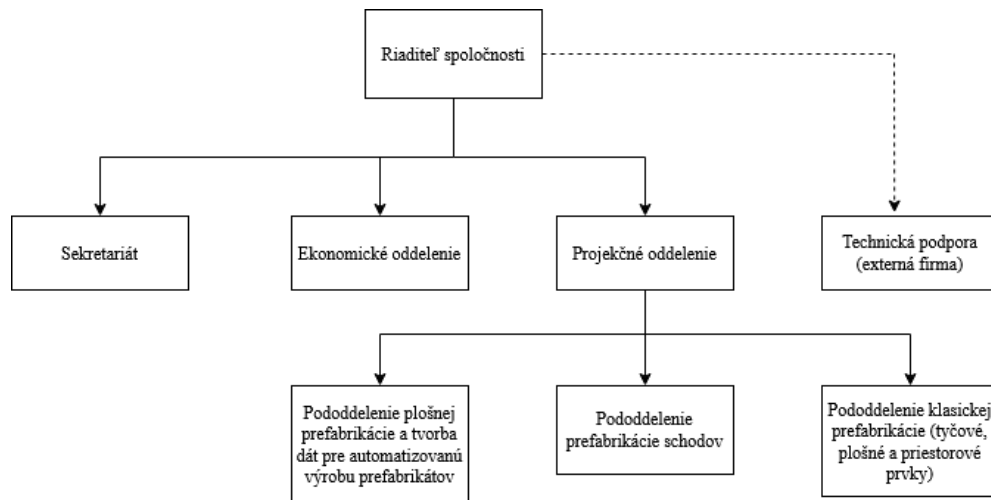 Riaditeľ spoločnosti
Sekretariát
Ekonomické oddelenie
Projekčné oddelenie
Technická podpora
(externá firma)
Pododdelenie plošnej
prefabrikácie a tvorba
dát pre automatizovanú
výrobu prefabrikátov
Pododdelenie
prefabrikácie schodov
Pododdelenie klasickej
prefabrikácie (tyčové,
plošné a priestorové
prvky)